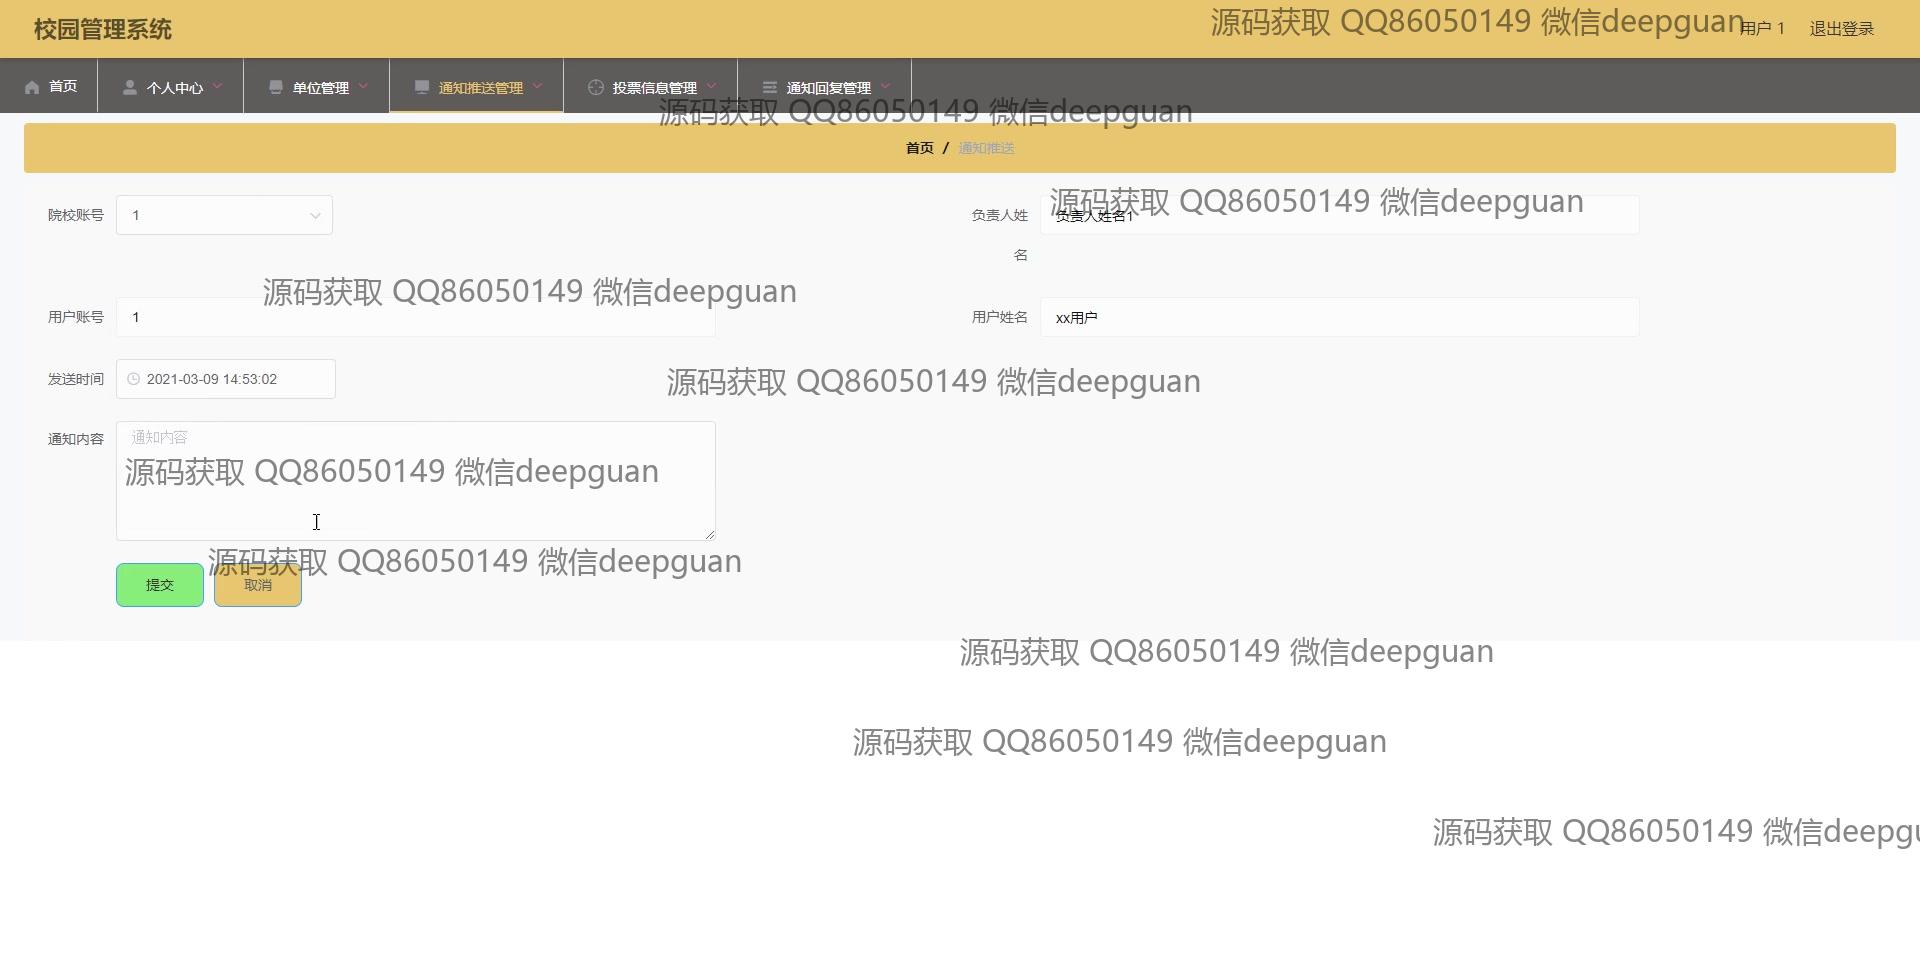 校园管理系统
源码获取 QQ86050149 微信deepguan
用户 1
退出登录
首页
个人中心
单位管理
通知推送管理
投票信息管理
通知回复管理
源码获取 QQ86050149 微信deepguan
首页 / 通知推送
院校账号
1
负责人姓名
负责人姓名1
源码获取 QQ86050149 微信deepguan
源码获取 QQ86050149 微信deepguan
用户账号
1
用户姓名
xx用户
发送时间
2021-03-09 14:53:02
源码获取 QQ86050149 微信deepguan
通知内容
通知内容
源码获取 QQ86050149 微信deepguan
源码获取 QQ86050149 微信deepguan
提交
取消
源码获取 QQ86050149 微信deepguan
源码获取 QQ86050149 微信deepguan
源码获取 QQ86050149 微信deepgu